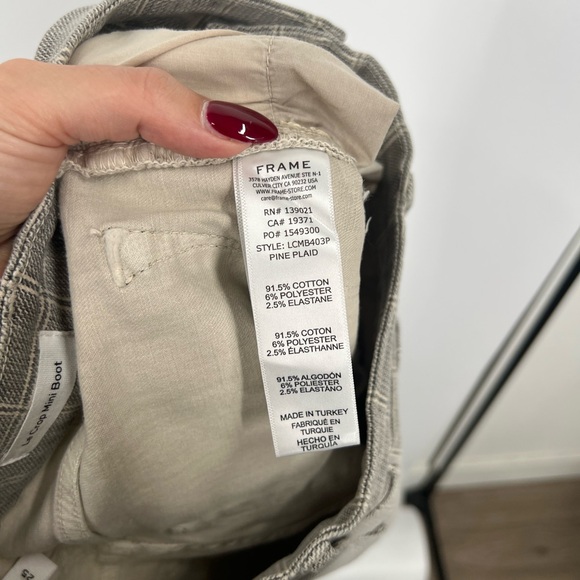 FRAME
3578 HAYDEN AVENUE STE N-1
CULVER CITY CA 90232 USA
WWW.FRAME-STORE.COM
care@frame-store.com
RN# 139021
CA# 19371
PO# 1549300
STYLE: LCMB403P
PINE PLAID
91.5% COTTON
6% POLYESTER
2.5% ELASTANE
91.5% COTON
6% POLYESTER
2.5% ÉLASTHANNE
91.5% ALGODÓN
6% POLIESTER
2.5% ELASTANO
MADE IN TURKEY
FABRIQUÉ EN
TURQUIE
HECHO EN
TURQUÍA
Le Crop Mini Boot